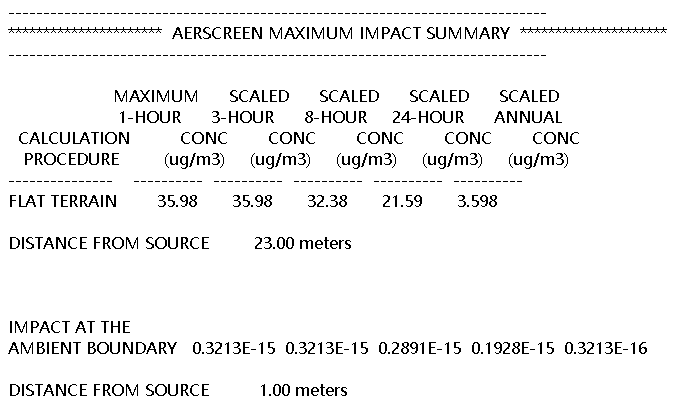 --------------------------------------------------------------------------------
********************** AERSCREEN MAXIMUM IMPACT SUMMARY *********************
--------------------------------------------------------------------------------
MAXIMUM SCALED SCALED SCALED SCALED
1-HOUR 3-HOUR 8-HOUR 24-HOUR ANNUAL
CALCULATION CONC CONC CONC CONC CONC
PROCEDURE (ug/m3) (ug/m3) (ug/m3) (ug/m3) (ug/m3)
--------------- ---------- ---------- ---------- ---------- ----------
FLAT TERRAIN 35.98 35.98 32.38 21.59 3.598
DISTANCE FROM SOURCE 23.00 meters
IMPACT AT THE
AMBIENT BOUNDARY 0.3213E-15 0.3213E-15 0.2891E-15 0.1928E-15 0.3213E-16
DISTANCE FROM SOURCE 1.00 meters